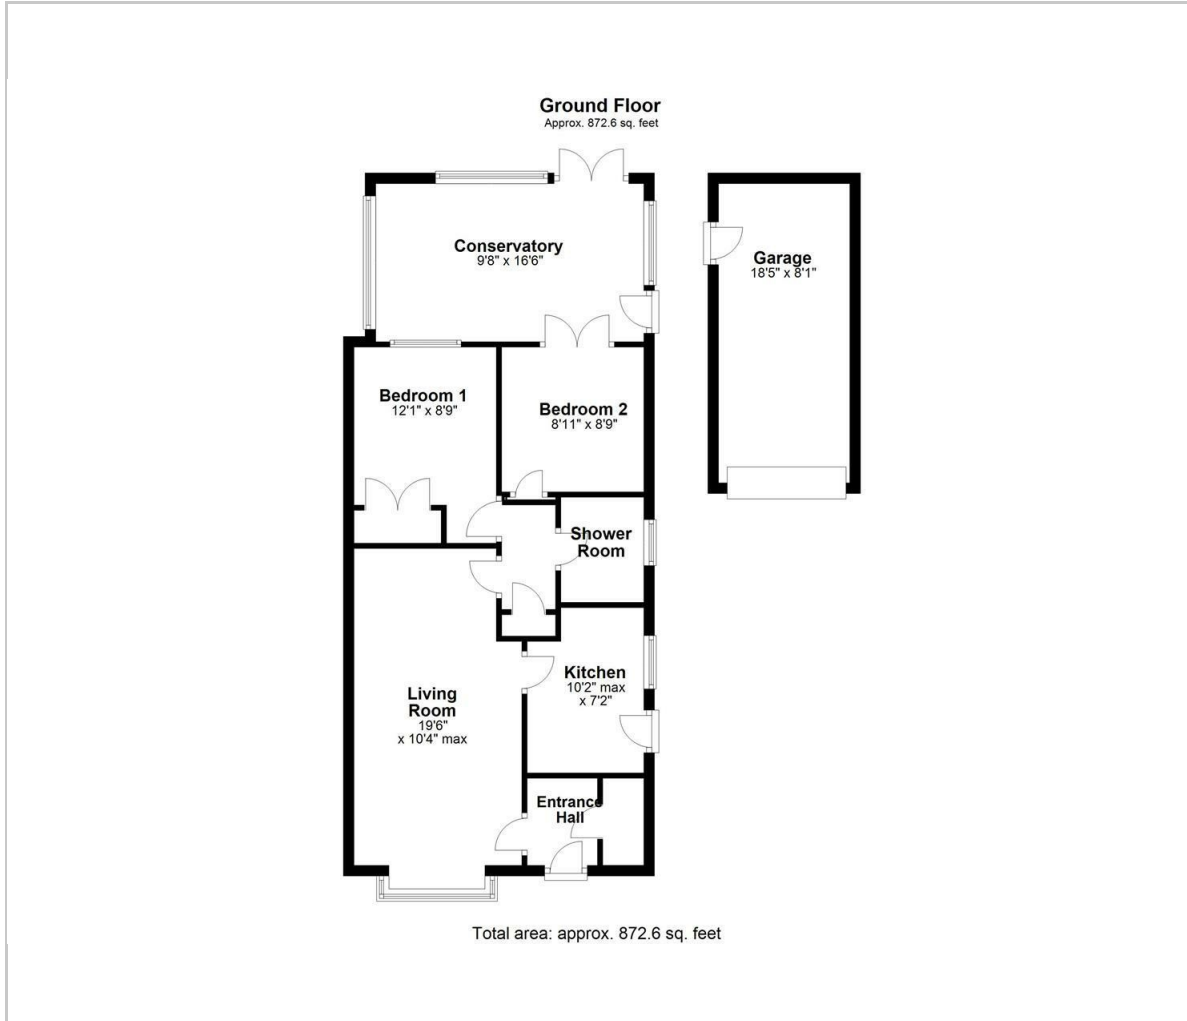 Ground Floor
Approx. 872.6 sq. feet
Conservatory
9'8" x 16'6"
Garage
18'5" x 8'1"
Bedroom 1
12'1" x 8'9"
Bedroom 2
8'11" x 8'9"
Shower
Room
Kitchen
10'2" max
x 7'2"
Living
Room
19'6"
x 10'4" max
Entrance
Hall
Total area: approx. 872.6 sq. feet